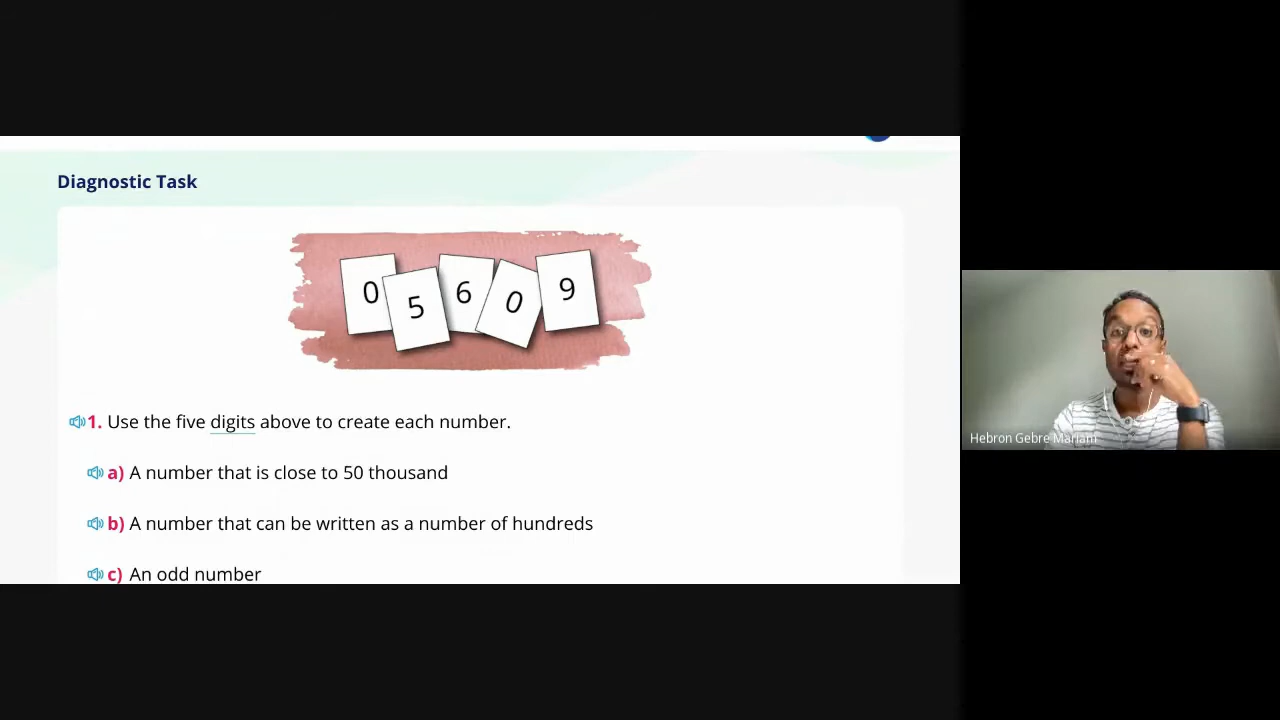 Diagnostic Task
0 5 6 0 9
1. Use the five digits above to create each number.
a) A number that is close to 50 thousand
b) A number that can be written as a number of hundreds
c) An odd number
Hebron Gebre Mariam